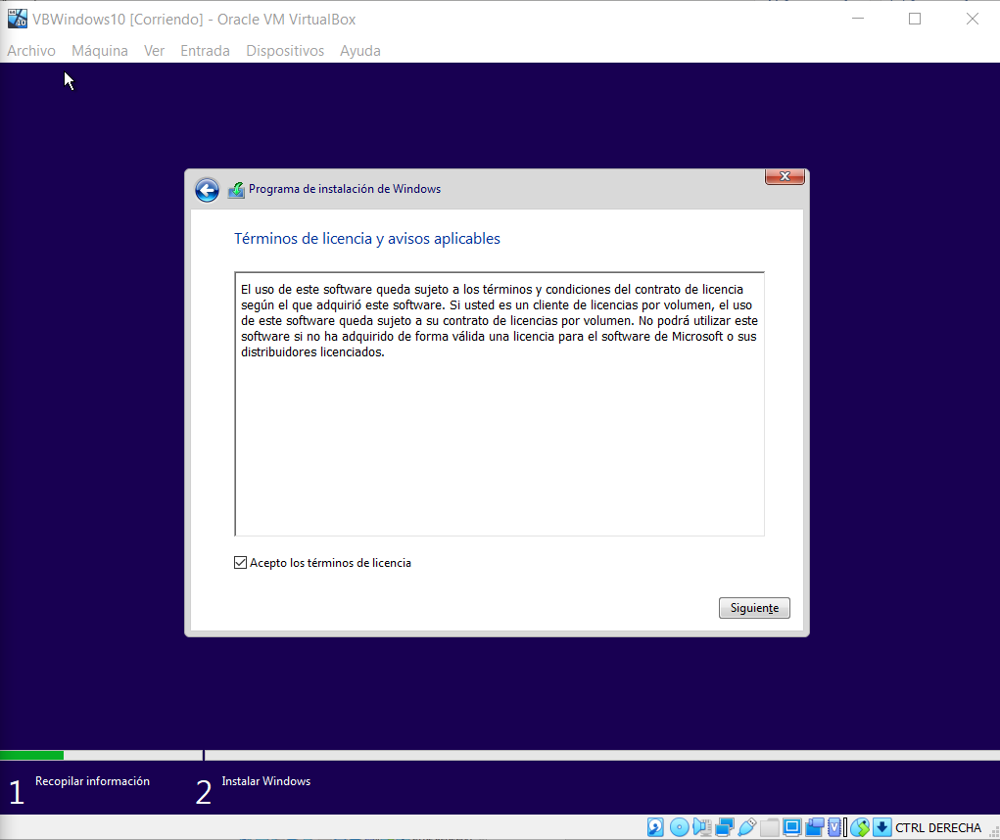 VBWindows10 [Corriendo] - Oracle VM VirtualBox
Archivo Máquina Ver Entrada Dispositivos Ayuda
Programa de instalación de Windows
Términos de licencia y avisos aplicables
El uso de este software queda sujeto a los términos y condiciones del contrato de licencia
según el que adquirió este software. Si usted es un cliente de licencias por volumen, el uso
de este software queda sujeto a su contrato de licencias por volumen. No podrá utilizar este
software si no ha adquirido de forma válida una licencia para el software de Microsoft o sus
distribuidores licenciados.
Acepto los términos de licencia
Siguiente
1 Recopilar información 2 Instalar Windows
CTRL DERECHA